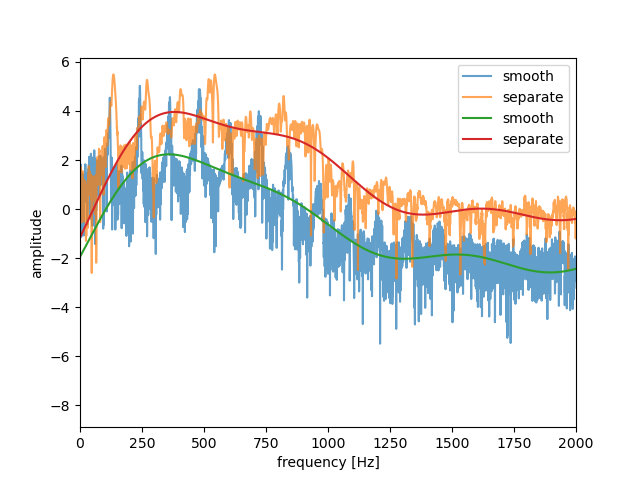 6
4
2
0
−2
−4
−6
−8
amplitude
smooth
separate
smooth
separate
0 250 500 750 1000 1250 1500 1750 2000
frequency [Hz]